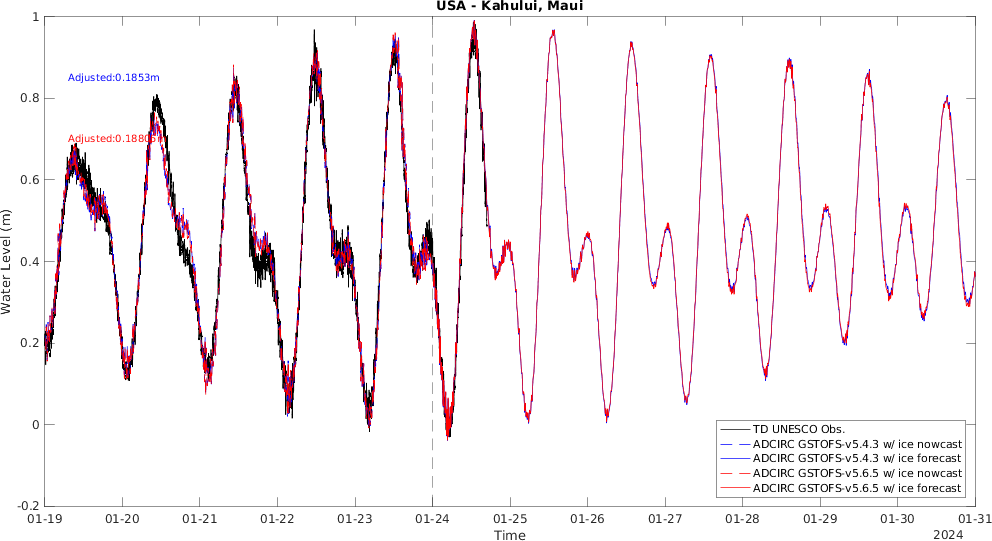 USA - Kahului, Maui
Water Level (m)
1
0.8
0.6
0.4
0.2
0
-0.2
Adjusted:0.1853m
Adjusted:0.18805m
TD UNESCO Obs.
ADCIRC GSTOFS-v5.4.3 w/ ice nowcast
ADCIRC GSTOFS-v5.4.3 w/ ice forecast
ADCIRC GSTOFS-v5.6.5 w/ ice nowcast
ADCIRC GSTOFS-v5.6.5 w/ ice forecast
01-19 01-20 01-21 01-22 01-23 01-24 01-25 01-26 01-27 01-28 01-29 01-30 01-31
Time
2024